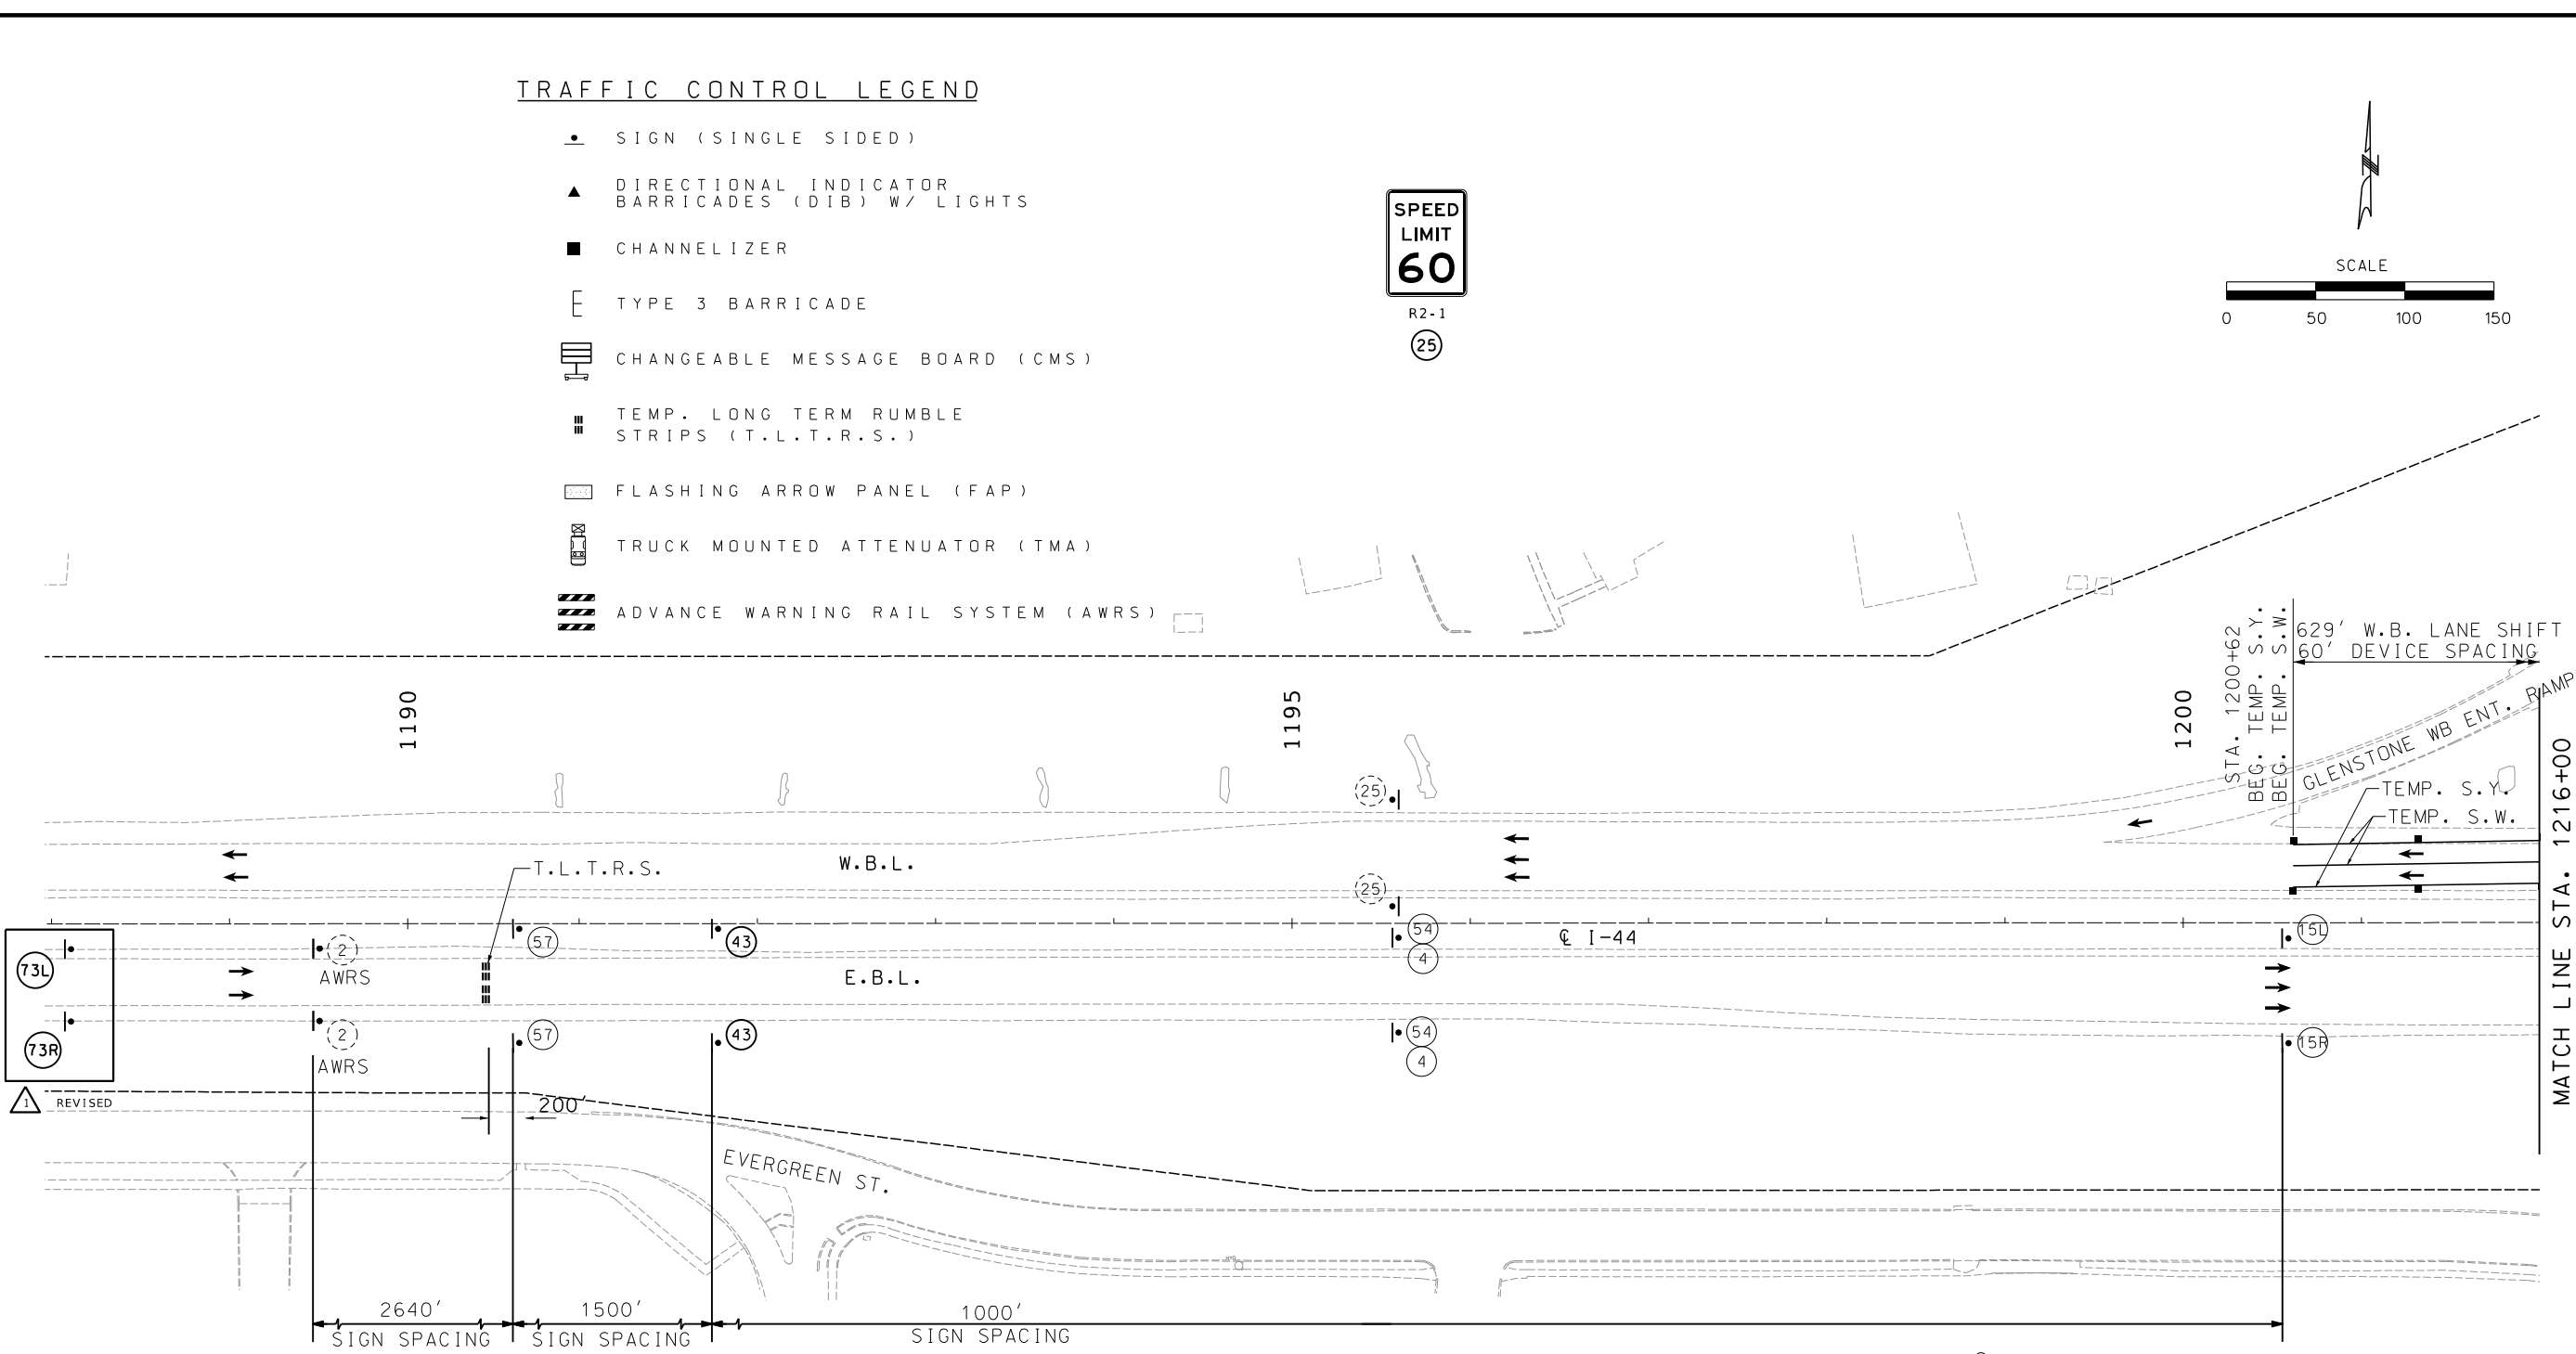 TRAFFIC CONTROL LEGEND
SIGN (SINGLE SIDED)
DIRECTIONAL INDICATOR
BARRICADES (DIB) W/ LIGHTS
CHANNELIZER
TYPE 3 BARRICADE
CHANGEABLE MESSAGE BOARD (CMS)
TEMP. LONG TERM RUMBLE
STRIPS (T.L.T.R.S.)
FLASHING ARROW PANEL (FAP)
TRUCK MOUNTED ATTENUATOR (TMA)
ADVANCE WARNING RAIL SYSTEM (AWRS)
SPEED
LIMIT
60
R2-1
25
N
SCALE
0 50 100 150
1190
1195
1200
STA. 1200+62
BEG. TEMP. S.Y.
BEG. TEMP. S.W.
629' W.B. LANE SHIFT
60' DEVICE SPACING
GLENSTONE WB ENT. RAMP
TEMP. S.Y.
TEMP. S.W.
MATCH LINE STA. 1216+00
25
25
W.B.L.
T.L.T.R.S.
73L
2
AWRS
57
43
54
4
℄ I-44
15L
E.B.L.
73R
2
AWRS
57
43
54
4
15R
1 REVISED
200'
EVERGREEN ST.
2640'
SIGN SPACING
1500'
SIGN SPACING
1000'
SIGN SPACING